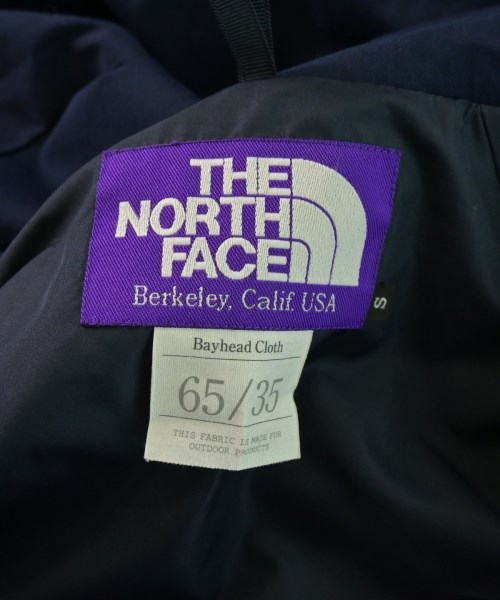 THE
NORTH
FACE
Berkeley, Calif. USA
S
Bayhead Cloth
65/35
THIS FABRIC IS MADE FOR
OUTDOOR PRODUCTS